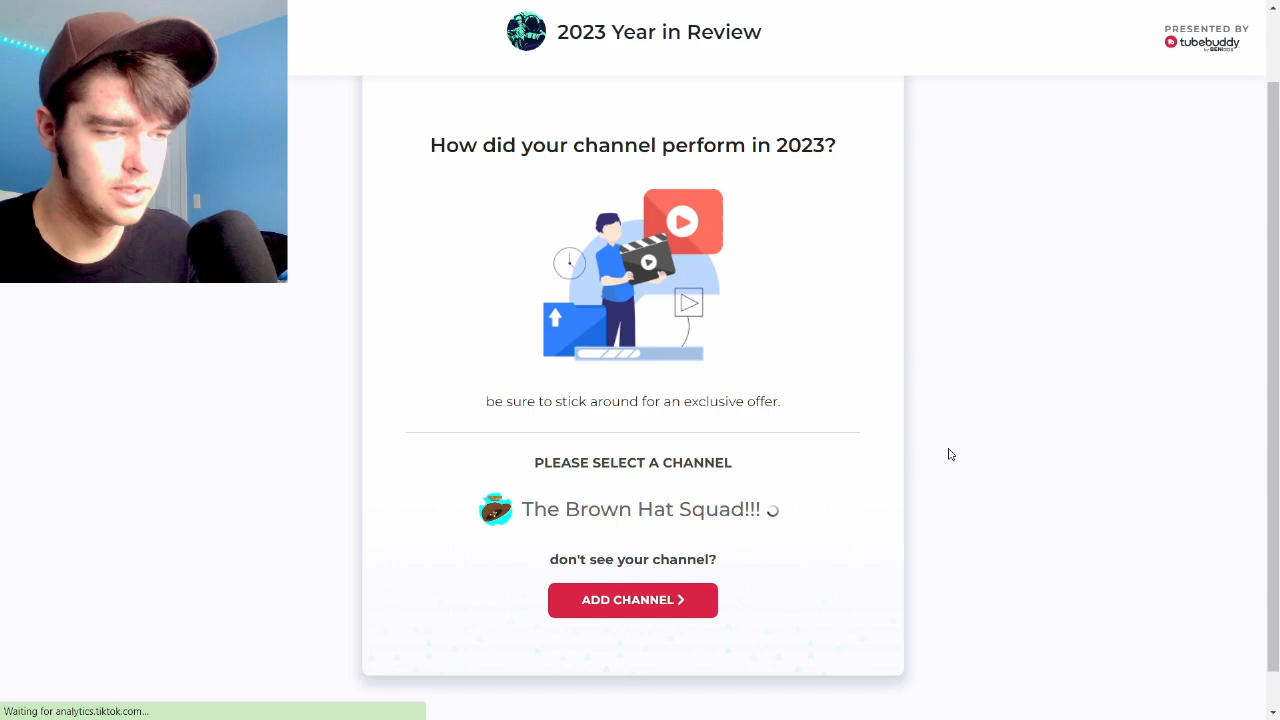 2023 Year in Review
PRESENTED BY
tubebuddy
How did your channel perform in 2023?
be sure to stick around for an exclusive offer.
PLEASE SELECT A CHANNEL
The Brown Hat Squad!!!
don't see your channel?
ADD CHANNEL
Waiting for analytics.tiktok.com...